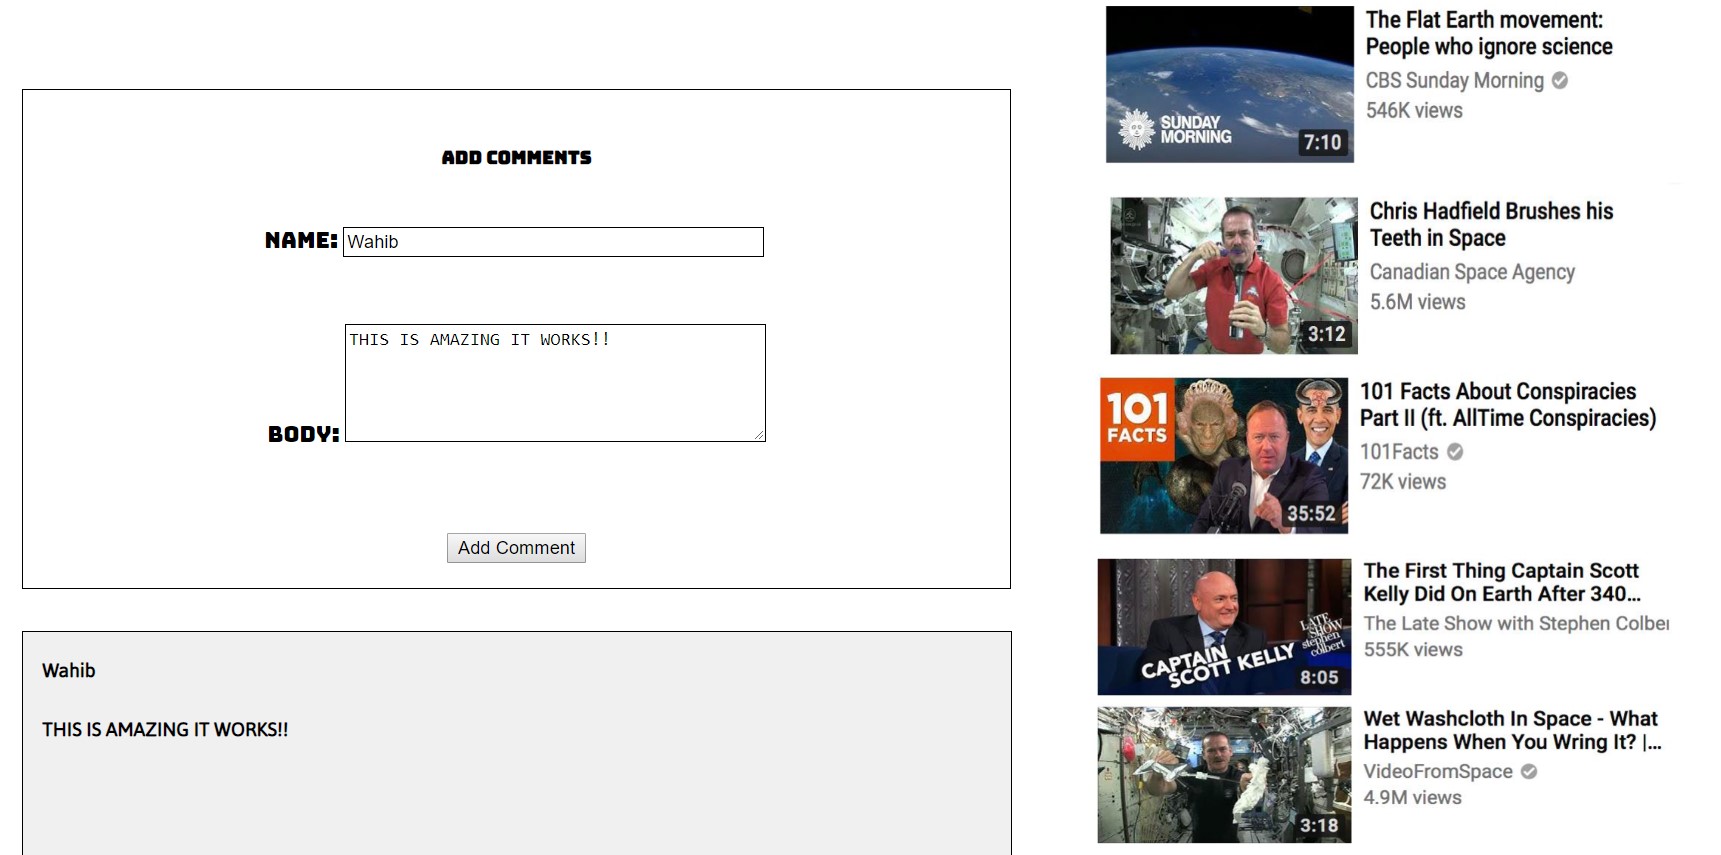 ADD COMMENTS
NAME: Wahib
THIS IS AMAZING IT WORKS!!
BODY:
Add Comment
Wahib
THIS IS AMAZING IT WORKS!!
SUNDAY
MORNING
7:10
The Flat Earth movement:
People who ignore science
CBS Sunday Morning
546K views
3:12
Chris Hadfield Brushes his
Teeth in Space
Canadian Space Agency
5.6M views
101
FACTS
35:52
101 Facts About Conspiracies
Part II (ft. AllTime Conspiracies)
101Facts
72K views
LATE
SHOW
stephen
colbert
CAPTAIN
SCOTT KELLY
8:05
The First Thing Captain Scott
Kelly Did On Earth After 340...
The Late Show with Stephen Colber
555K views
3:18
Wet Washcloth In Space - What
Happens When You Wring It? |...
VideoFromSpace
4.9M views